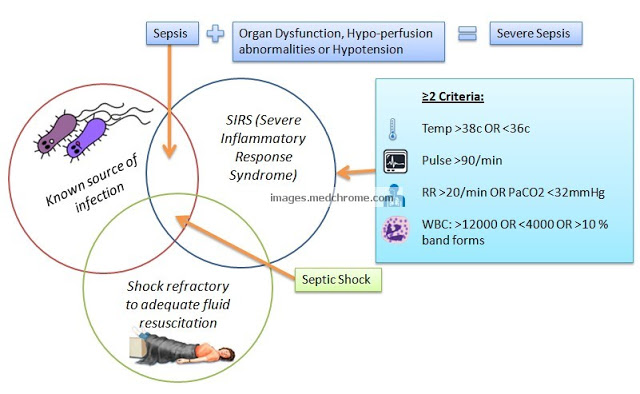 Sepsis
Organ Dysfunction, Hypo-perfusion
abnormalities or Hypotension
Severe Sepsis
≥2 Criteria:
Temp >38c OR <36c
Pulse >90/min
RR >20/min OR PaCO2 <32mmHg
WBC: >12000 OR <4000 OR >10 %
band forms
SIRS (Severe
Inflammatory
Response
Syndrome)
Known source of
infection
images.medchrome.com
Septic Shock
Shock refractory
to adequate fluid
resuscitation